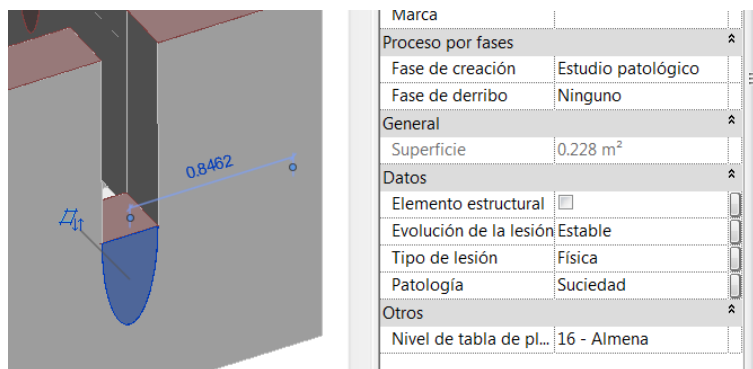 Marca
Proceso por fases
Fase de creación Estudio patológico
Fase de derribo Ninguno
General
Superficie 0.228 m²
Datos
Elemento estructural
Evolución de la lesión Estable
Tipo de lesión Física
Patología Suciedad
Otros
Nivel de tabla de pl... 16 - Almena
0.8462